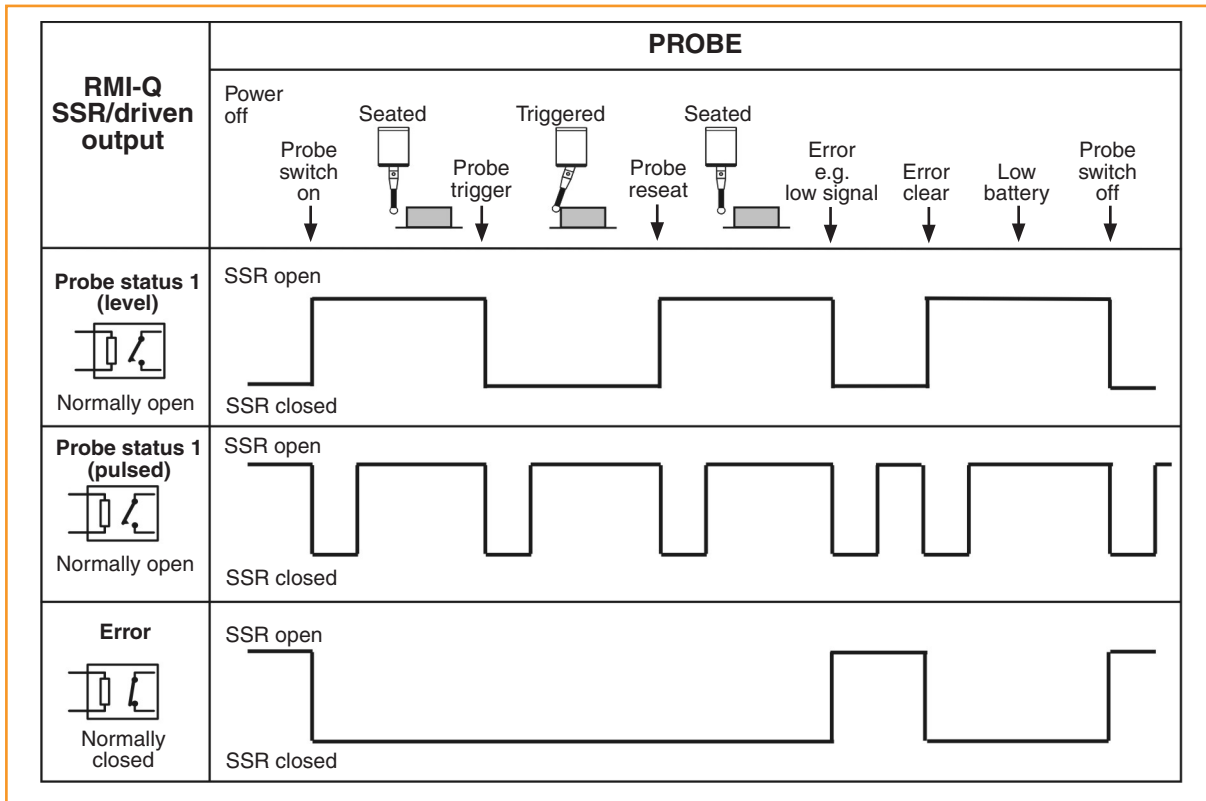 PROBE
RMI-Q
SSR/driven
output
Power
off
Probe
switch
on
Seated
Probe
trigger
Triggered
Probe
reseat
Seated
Error
e.g.
low signal
Error
clear
Low
battery
Probe
switch
off
Probe status 1
(level)
Normally open
SSR open
SSR closed
Probe status 1
(pulsed)
Normally open
SSR open
SSR closed
Error
Normally
closed
SSR open
SSR closed